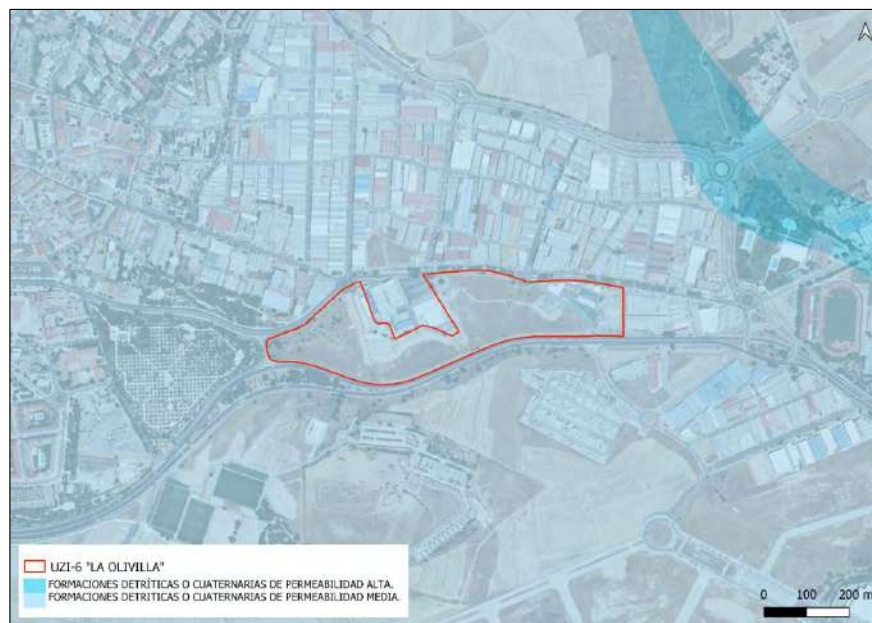 UZI-6 "LA OLIVILLA"
FORMACIONES DETRÍTICAS O CUATERNARIAS DE PERMEABILIDAD ALTA.
FORMACIONES DETRÍTICAS O CUATERNARIAS DE PERMEABILIDAD MEDIA.
0 100 200 m